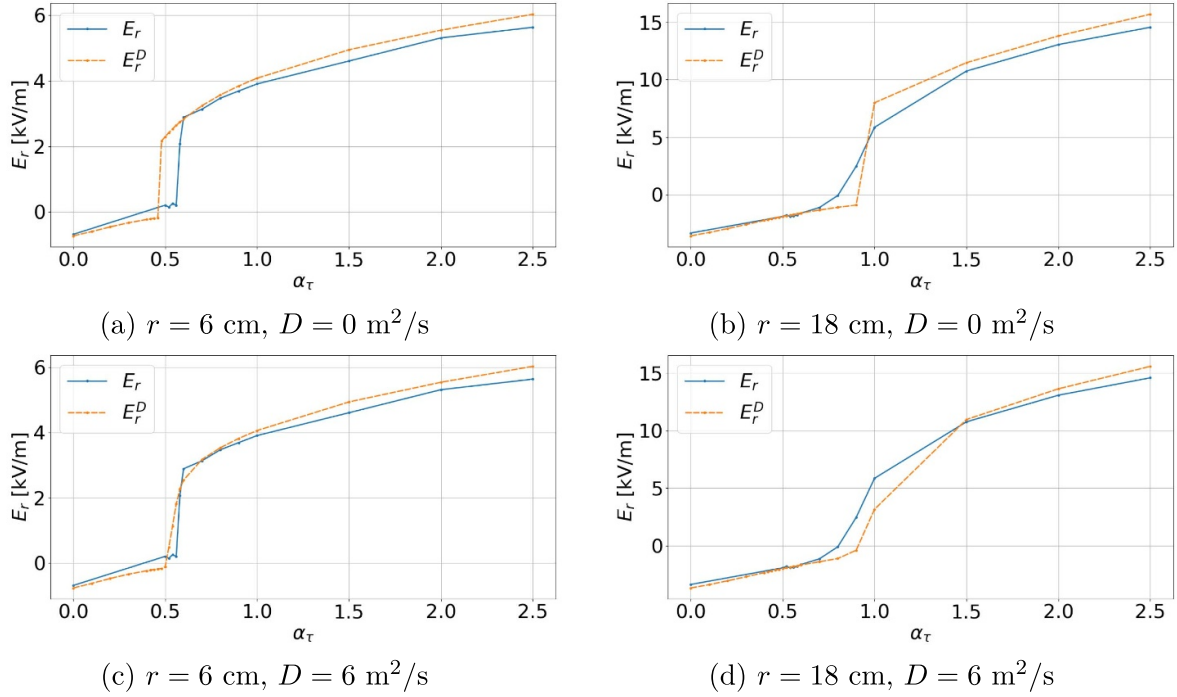 6
4
2
0
E_r [kV/m]
E_r
E_r^D
0.0 0.5 1.0 1.5 2.0 2.5
α_τ
(a) r = 6 cm, D = 0 m²/s
15
10
5
0
E_r [kV/m]
E_r
E_r^D
0.0 0.5 1.0 1.5 2.0 2.5
α_τ
(b) r = 18 cm, D = 0 m²/s
6
4
2
0
E_r [kV/m]
E_r
E_r^D
0.0 0.5 1.0 1.5 2.0 2.5
α_τ
(c) r = 6 cm, D = 6 m²/s
15
10
5
0
E_r [kV/m]
E_r
E_r^D
0.0 0.5 1.0 1.5 2.0 2.5
α_τ
(d) r = 18 cm, D = 6 m²/s